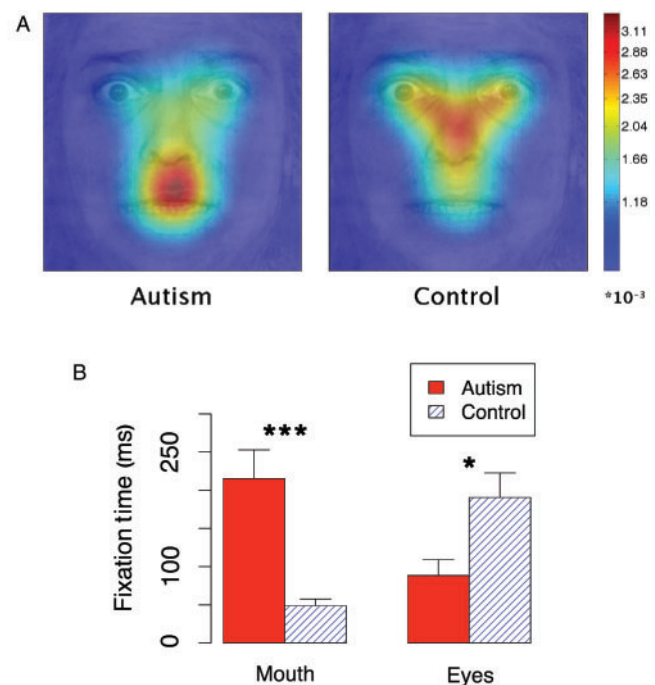 A
Autism
Control
3.11
2.88
2.63
2.35
2.04
1.66
1.18
*10⁻³
B
Autism
Control
Fixation time (ms)
250
100
0
***
*
Mouth
Eyes